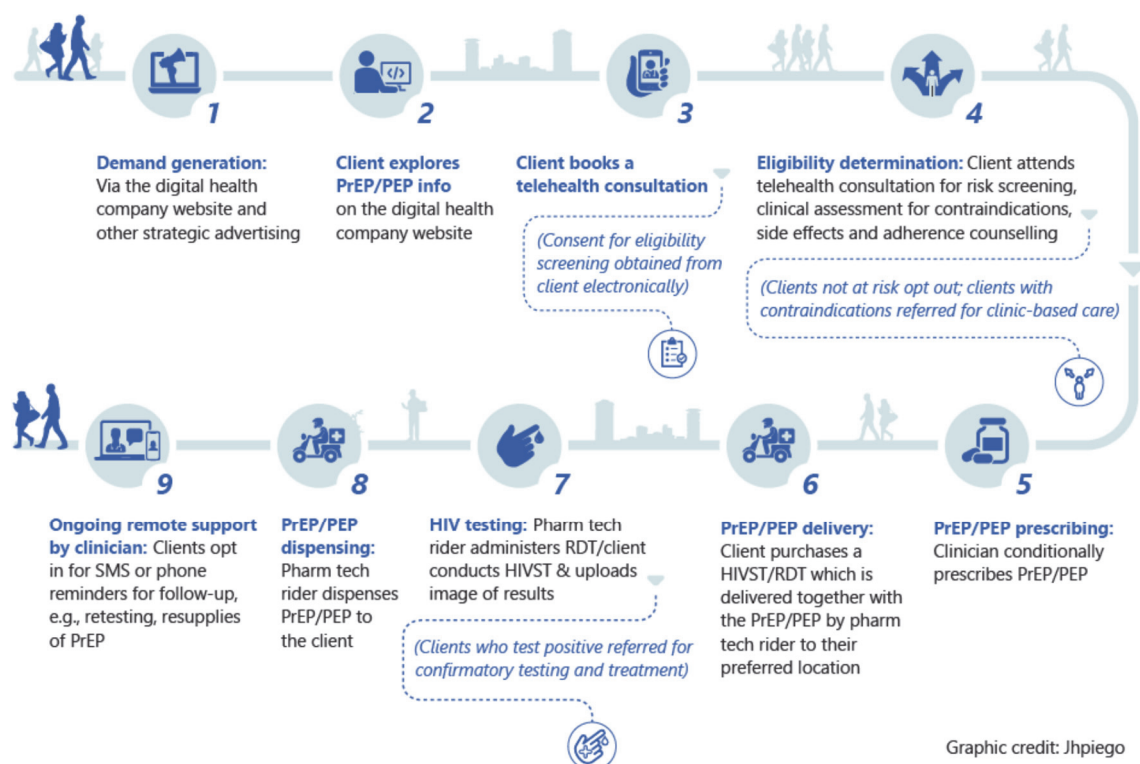 1
Demand generation:
Via the digital health
company website and
other strategic advertising
</>
2
Client explores
PrEP/PEP info
on the digital health
company website
3
Client books a
telehealth consultation
(Consent for eligibility
screening obtained from
client electronically)
4
Eligibility determination: Client attends
telehealth consultation for risk screening,
clinical assessment for contraindications,
side effects and adherence counselling
(Clients not at risk opt out; clients with
contraindications referred for clinic-based care)
5
PrEP/PEP prescribing:
Clinician conditionally
prescribes PrEP/PEP
6
PrEP/PEP delivery:
Client purchases a
HIVST/RDT which is
delivered together with
the PrEP/PEP by pharm
tech rider to their
preferred location
7
HIV testing: Pharm tech
rider administers RDT/client
conducts HIVST & uploads
image of results
(Clients who test positive referred for
confirmatory testing and treatment)
8
PrEP/PEP
dispensing:
Pharm tech
rider dispenses
PrEP/PEP to
the client
9
Ongoing remote support
by clinician: Clients opt
in for SMS or phone
reminders for follow-up,
e.g., retesting, resupplies
of PrEP
Graphic credit: Jhpiego